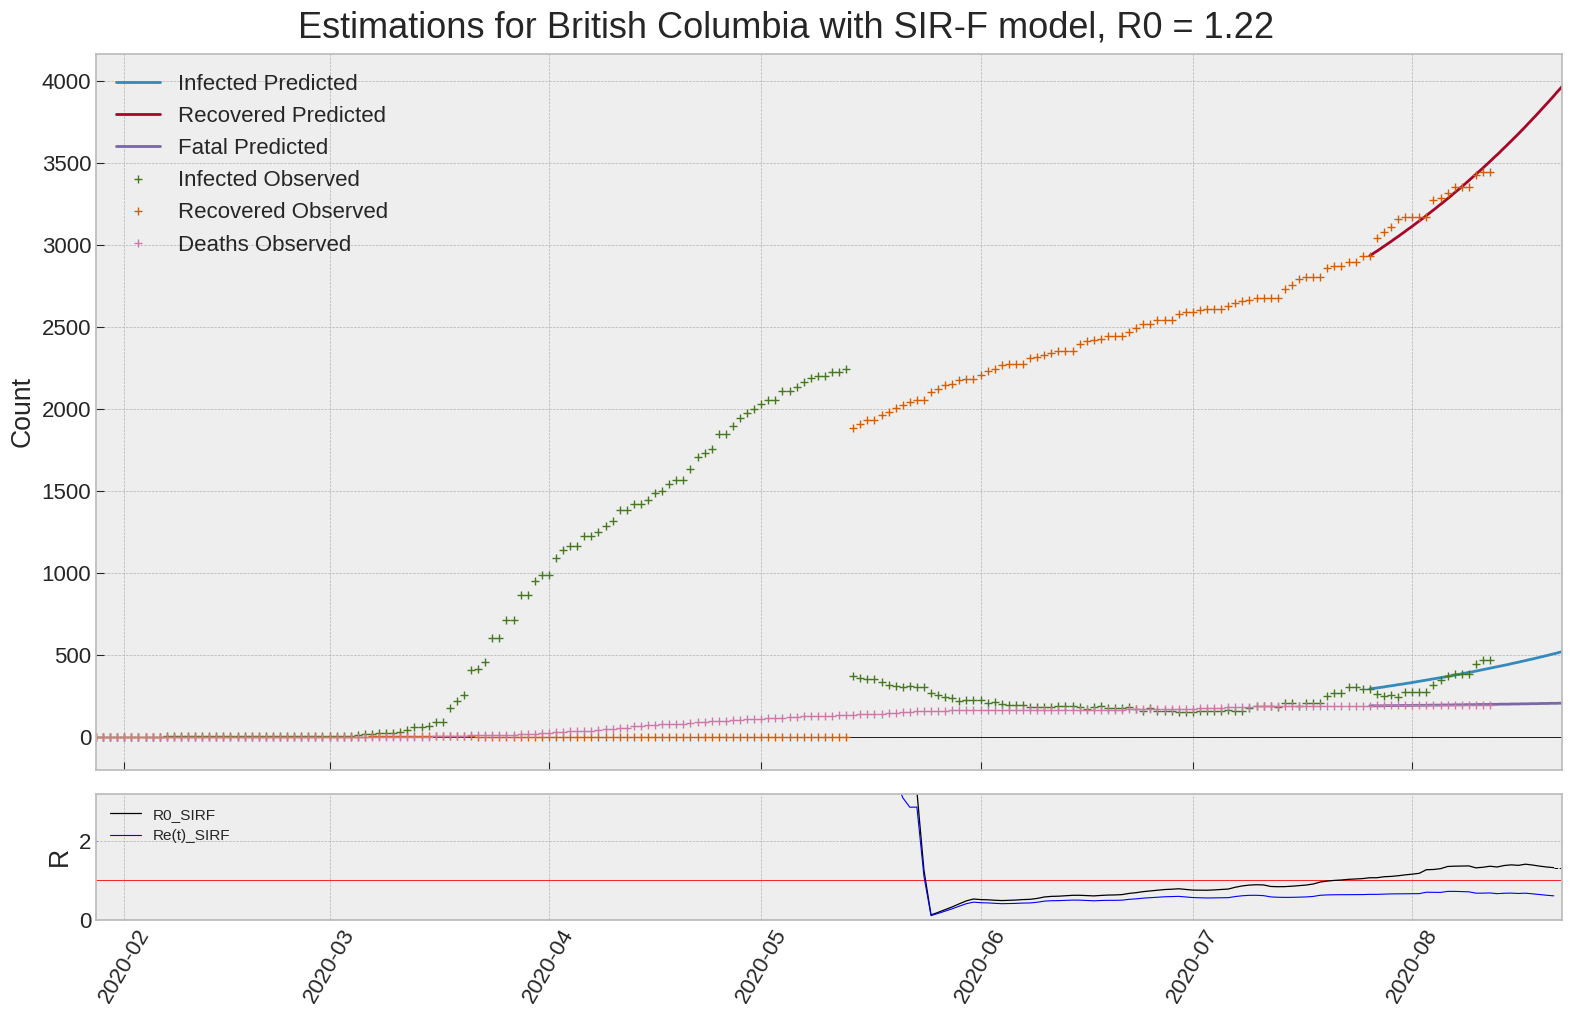 Estimations for British Columbia with SIR-F model, R0 = 1.22
Count
4000
3500
3000
2500
2000
1500
1000
500
0
Infected Predicted
Recovered Predicted
Fatal Predicted
Infected Observed
Recovered Observed
Deaths Observed
R
2
0
R0_SIRF
Re(t)_SIRF
2020-02
2020-03
2020-04
2020-05
2020-06
2020-07
2020-08